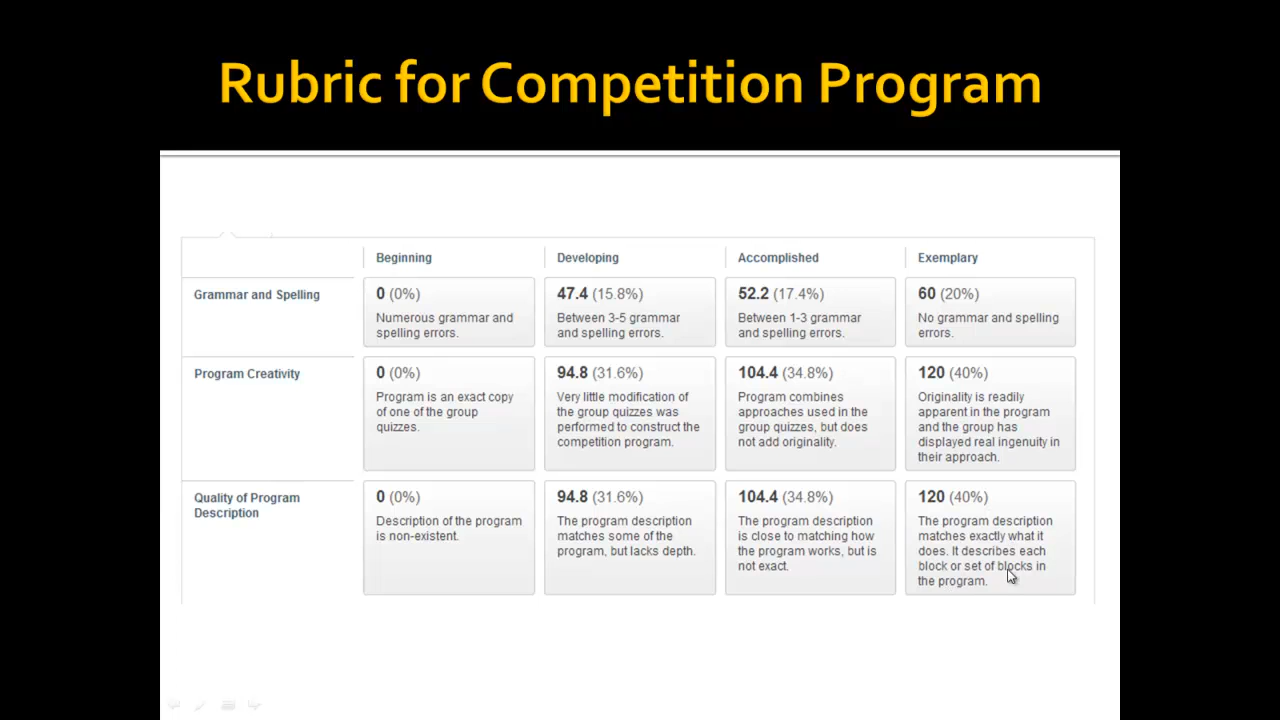 Rubric for Competition Program
Beginning
Developing
Accomplished
Exemplary
Grammar and Spelling
0 (0%)
Numerous grammar and
spelling errors.
47.4 (15.8%)
Between 3-5 grammar
and spelling errors.
52.2 (17.4%)
Between 1-3 grammar
and spelling errors.
60 (20%)
No grammar and spelling
errors.
Program Creativity
0 (0%)
Program is an exact copy
of one of the group
quizzes.
94.8 (31.6%)
Very little modification of
the group quizzes was
performed to construct the
competition program.
104.4 (34.8%)
Program combines
approaches used in the
group quizzes, but does
not add originality.
120 (40%)
Originality is readily
apparent in the program
and the group has
displayed real ingenuity in
their approach.
Quality of Program
Description
0 (0%)
Description of the program
is non-existent.
94.8 (31.6%)
The program description
matches some of the
program, but lacks depth.
104.4 (34.8%)
The program description
is close to matching how
the program works, but is
not exact.
120 (40%)
The program description
matches exactly what it
does. It describes each
block or set of blocks in
the program.